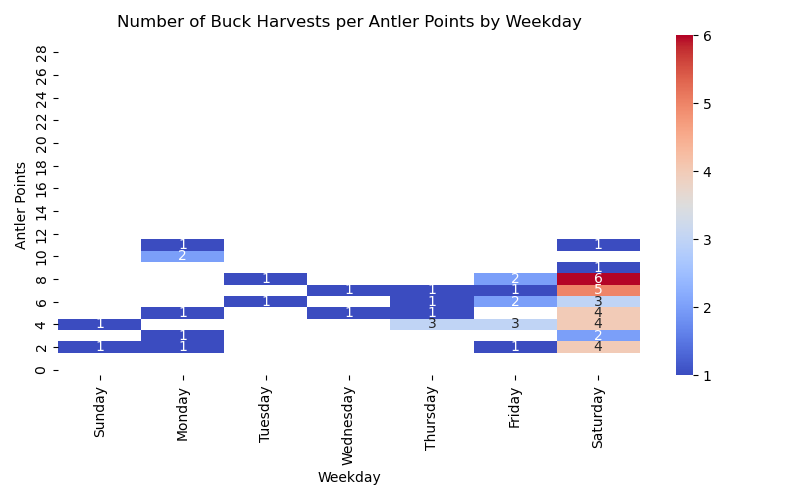 Number of Buck Harvests per Antler Points by Weekday
Antler Points
28
26
24
22
20
18
16
14
12
10
8
6
4
2
0
1 1
2
1
1 2 6
1 1 1 5
1 1 2 3
1 1 1 4
1 3 3 4
1 2
1 1 1 4
Sunday
Monday
Tuesday
Wednesday
Thursday
Friday
Saturday
Weekday
6
5
4
3
2
1